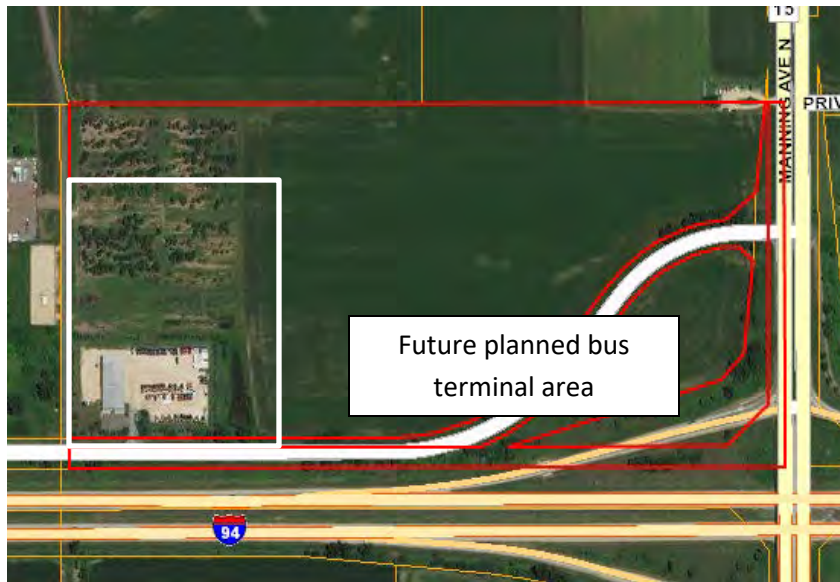 15
MANNING AVE N
PRIV
Future planned bus
terminal area
94